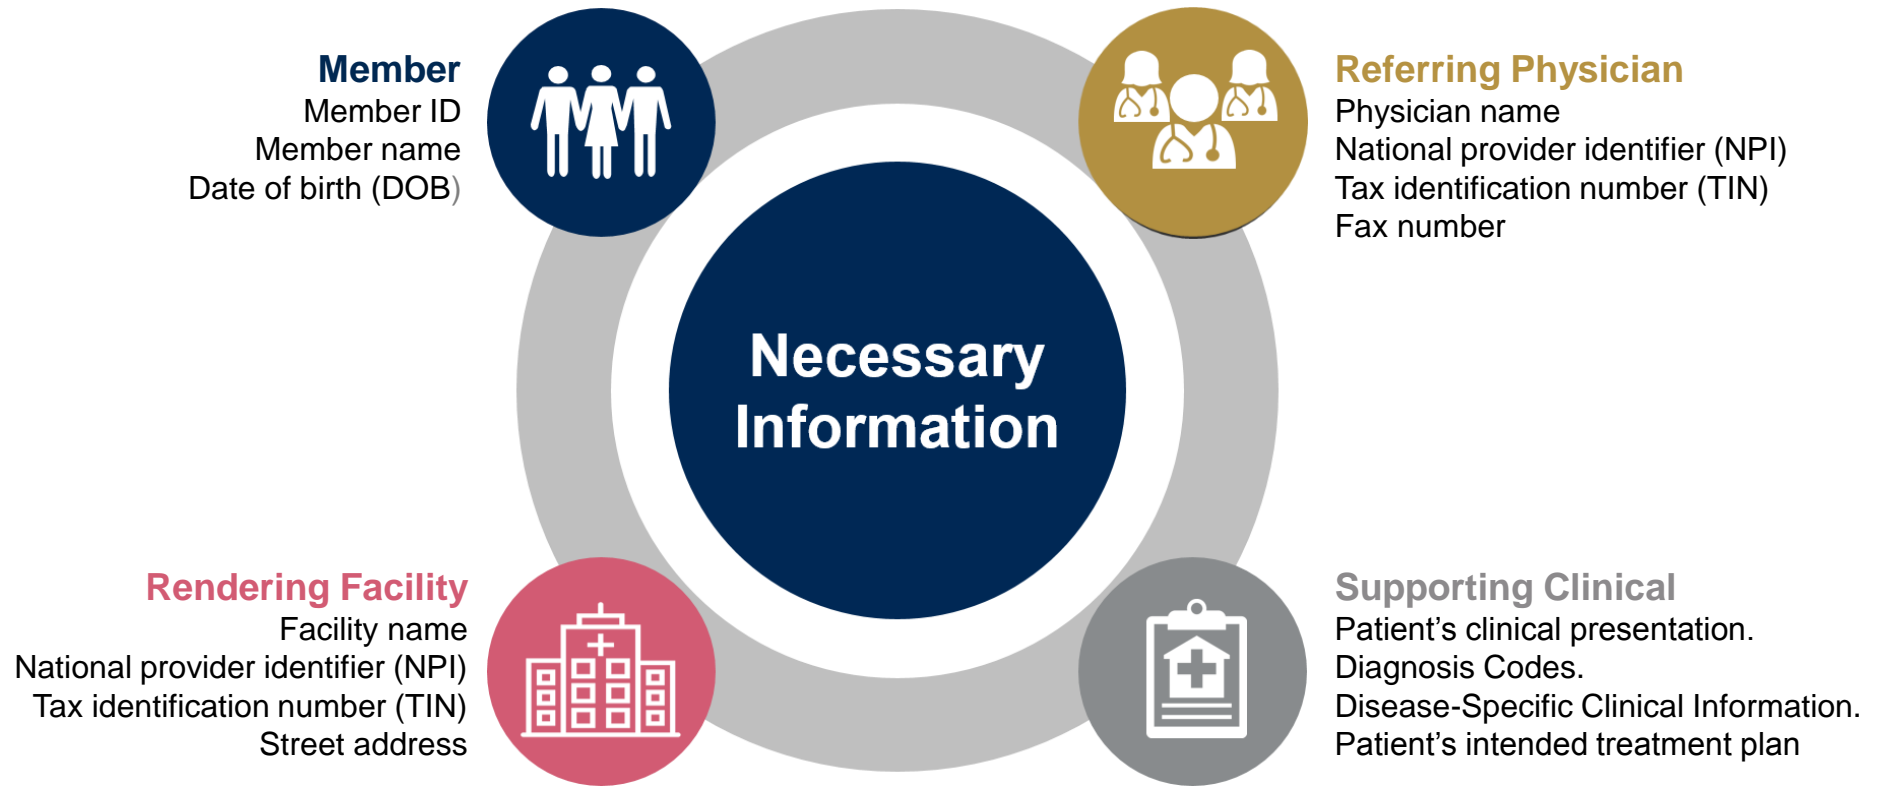 Member
Member ID
Member name
Date of birth (DOB)
Referring Physician
Physician name
National provider identifier (NPI)
Tax identification number (TIN)
Fax number
Necessary
Information
Rendering Facility
Facility name
National provider identifier (NPI)
Tax identification number (TIN)
Street address
Supporting Clinical
Patient’s clinical presentation.
Diagnosis Codes.
Disease-Specific Clinical Information.
Patient’s intended treatment plan